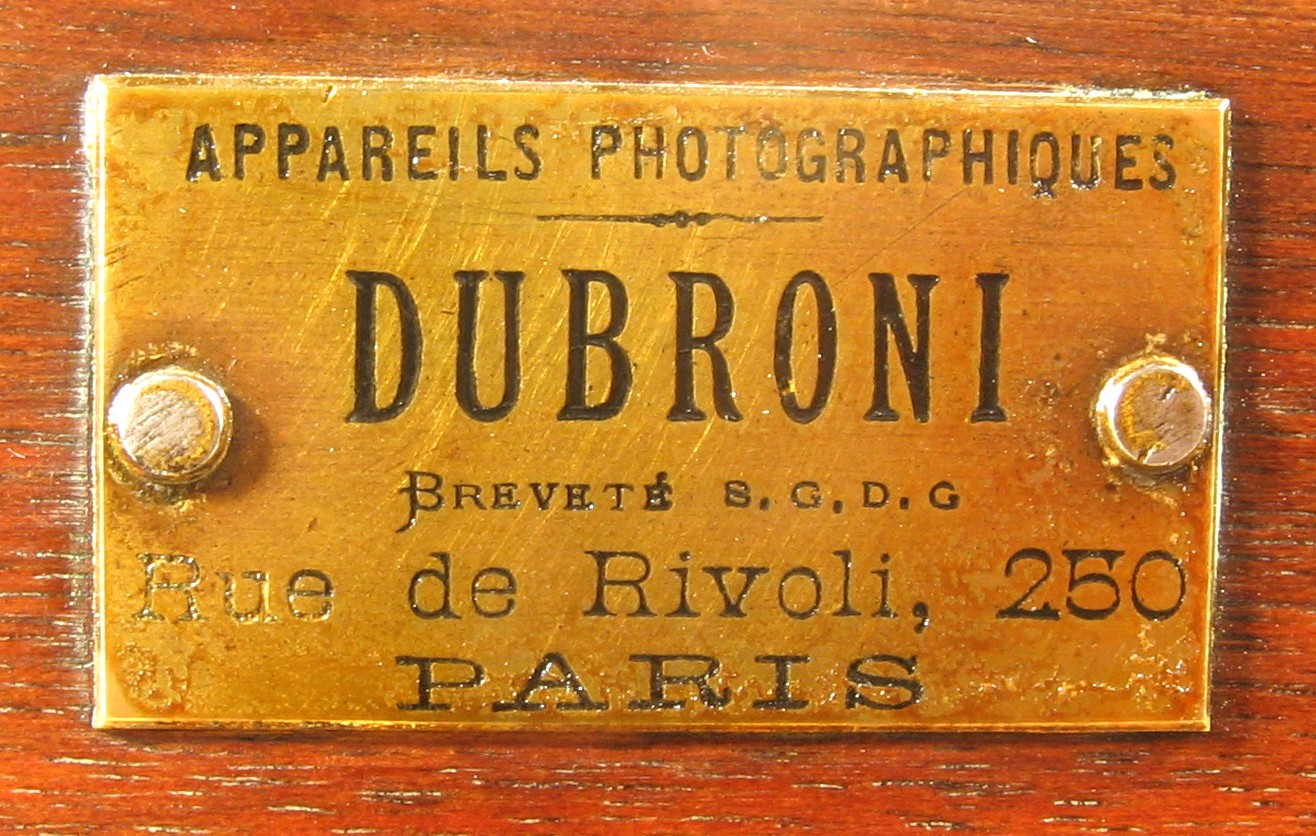 APPAREILS PHOTOGRAPHIQUES
DUBRONI
BREVETÉ S.G.D.G
Rue de Rivoli, 250
PARIS